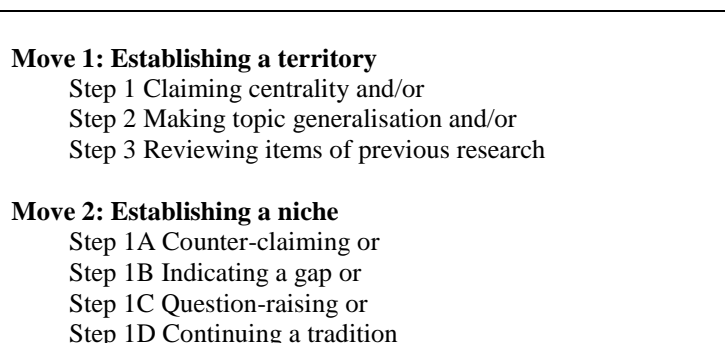 Move 1: Establishing a territory
Step 1 Claiming centrality and/or
Step 2 Making topic generalisation and/or
Step 3 Reviewing items of previous research
Move 2: Establishing a niche
Step 1A Counter-claiming or
Step 1B Indicating a gap or
Step 1C Question-raising or
Step 1D Continuing a tradition